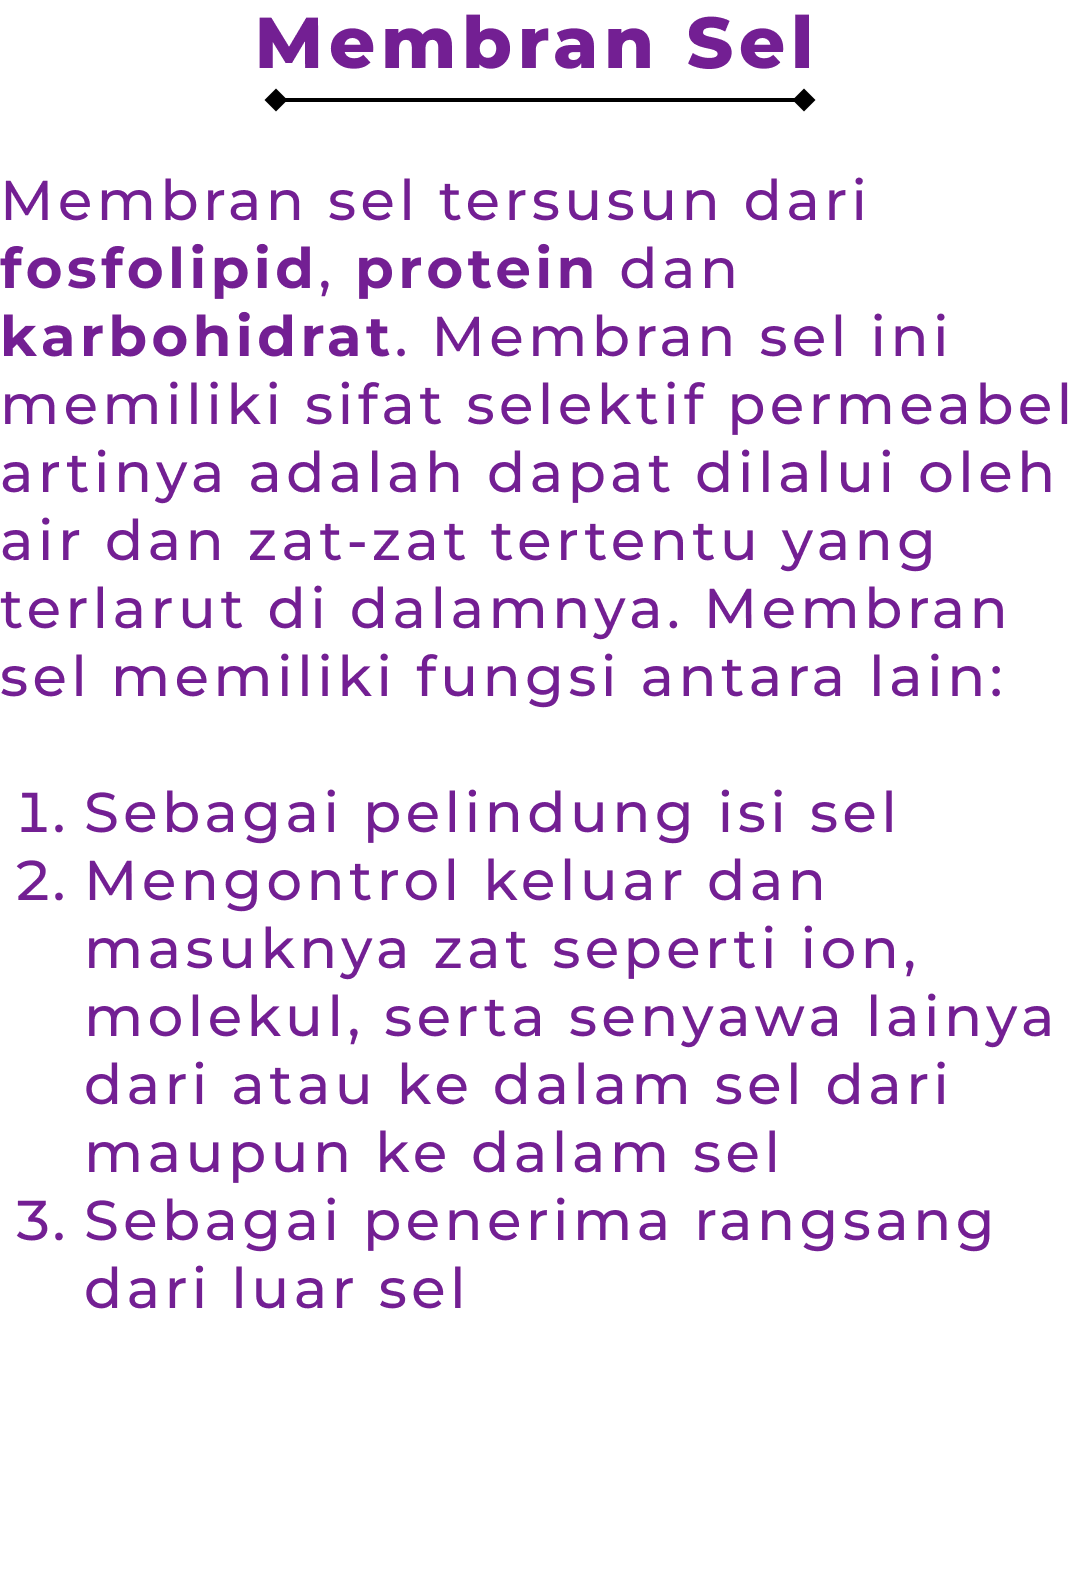 Membran Sel
Membran sel tersusun dari
fosfolipid, protein dan
karbohidrat. Membran sel ini
memiliki sifat selektif permeabel
artinya adalah dapat dilalui oleh
air dan zat-zat tertentu yang
terlarut di dalamnya. Membran
sel memiliki fungsi antara lain:
1. Sebagai pelindung isi sel
2. Mengontrol keluar dan
masuknya zat seperti ion,
molekul, serta senyawa lainya
dari atau ke dalam sel dari
maupun ke dalam sel
3. Sebagai penerima rangsang
dari luar sel